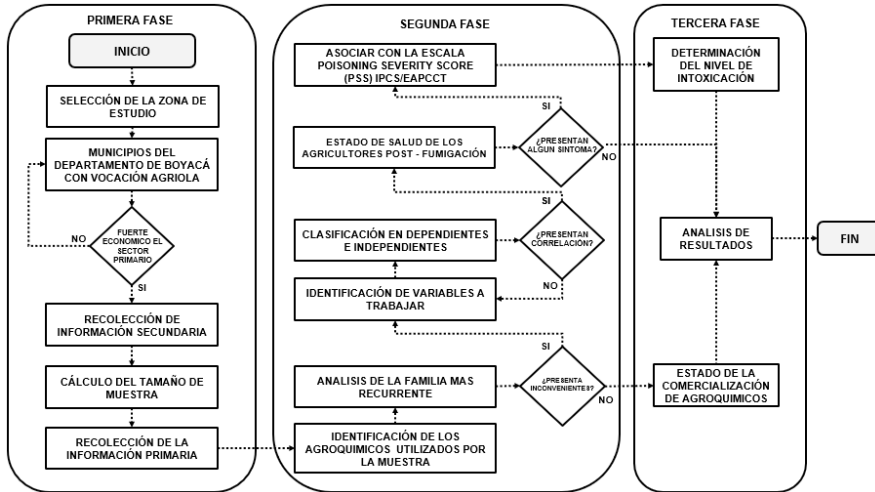 PRIMERA FASE
INICIO
SELECCIÓN DE LA ZONA DE
ESTUDIO
MUNICIPIOS DEL
DEPARTAMENTO DE BOYACÁ
CON VOCACIÓN AGRIOLA
NO
FUERTE
ECONOMICO EL
SECTOR
PRIMARIO
SI
RECOLECCIÓN DE
INFORMACIÓN SECUNDARIA
CÁLCULO DEL TAMAÑO DE
MUESTRA
RECOLECCIÓN DE LA
INFORMACIÓN PRIMARIA
SEGUNDA FASE
ASOCIAR CON LA ESCALA
POISONING SEVERITY SCORE
(PSS) IPCS/EAPCCT
SI
ESTADO DE SALUD DE LOS
AGRICULTORES POST - FUMIGACIÓN
¿PRESENTAN
ALGUN SINTOMA?
NO
SI
CLASIFICACIÓN EN DEPENDIENTES
E INDEPENDIENTES
¿PRESENTAN
CORRELACIÓN?
NO
IDENTIFICACIÓN DE VARIABLES A
TRABAJAR
SI
ANALISIS DE LA FAMILIA MAS
RECURRENTE
¿PRESENTA
INCONVENIENTES?
NO
IDENTIFICACIÓN DE LOS
AGROQUIMICOS UTILIZADOS POR
LA MUESTRA
TERCERA FASE
DETERMINACIÓN
DEL NIVEL DE
INTOXICACIÓN
ANALISIS DE
RESULTADOS
FIN
ESTADO DE LA
COMERCIALIZACIÓN
DE AGROQUIMICOS